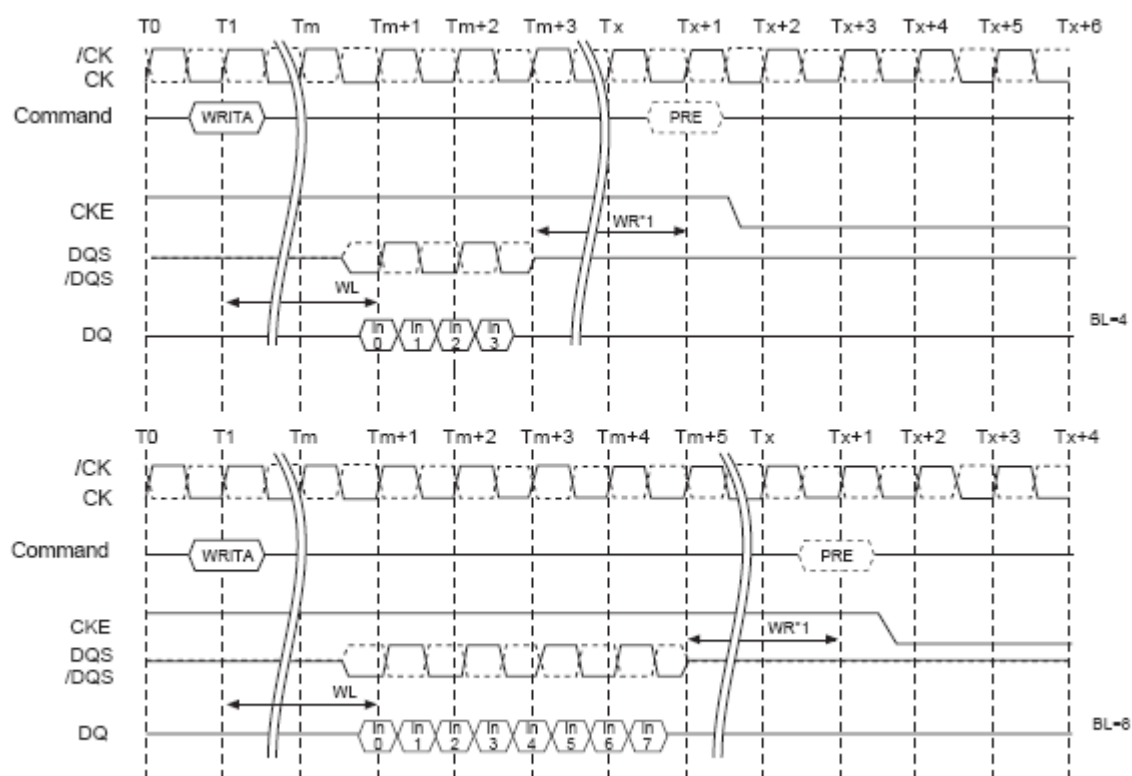 T0 T1 Tm Tm+1 Tm+2 Tm+3 Tx Tx+1 Tx+2 Tx+3 Tx+4 Tx+5 Tx+6
/CK
CK
Command WRITA PRE
CKE
WR*1
DQS
/DQS
WL
DQ In 0 In 1 In 2 In 3
BL=4
T0 T1 Tm Tm+1 Tm+2 Tm+3 Tm+4 Tm+5 Tx Tx+1 Tx+2 Tx+3 Tx+4
/CK
CK
Command WRITA PRE
CKE
WR*1
DQS
/DQS
WL
DQ In 0 In 1 In 2 In 3 In 4 In 5 In 6 In 7
BL=8